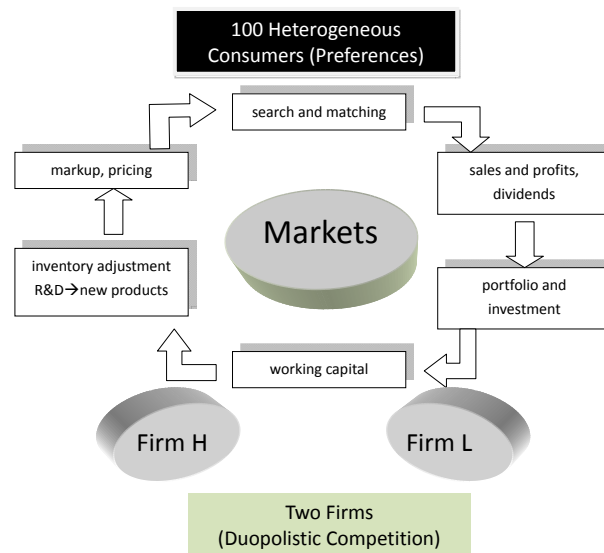 100 Heterogeneous
Consumers (Preferences)
search and matching
markup, pricing
sales and profits,
dividends
Markets
inventory adjustment
R&D→new products
portfolio and
investment
working capital
Firm H
Firm L
Two Firms
(Duopolistic Competition)